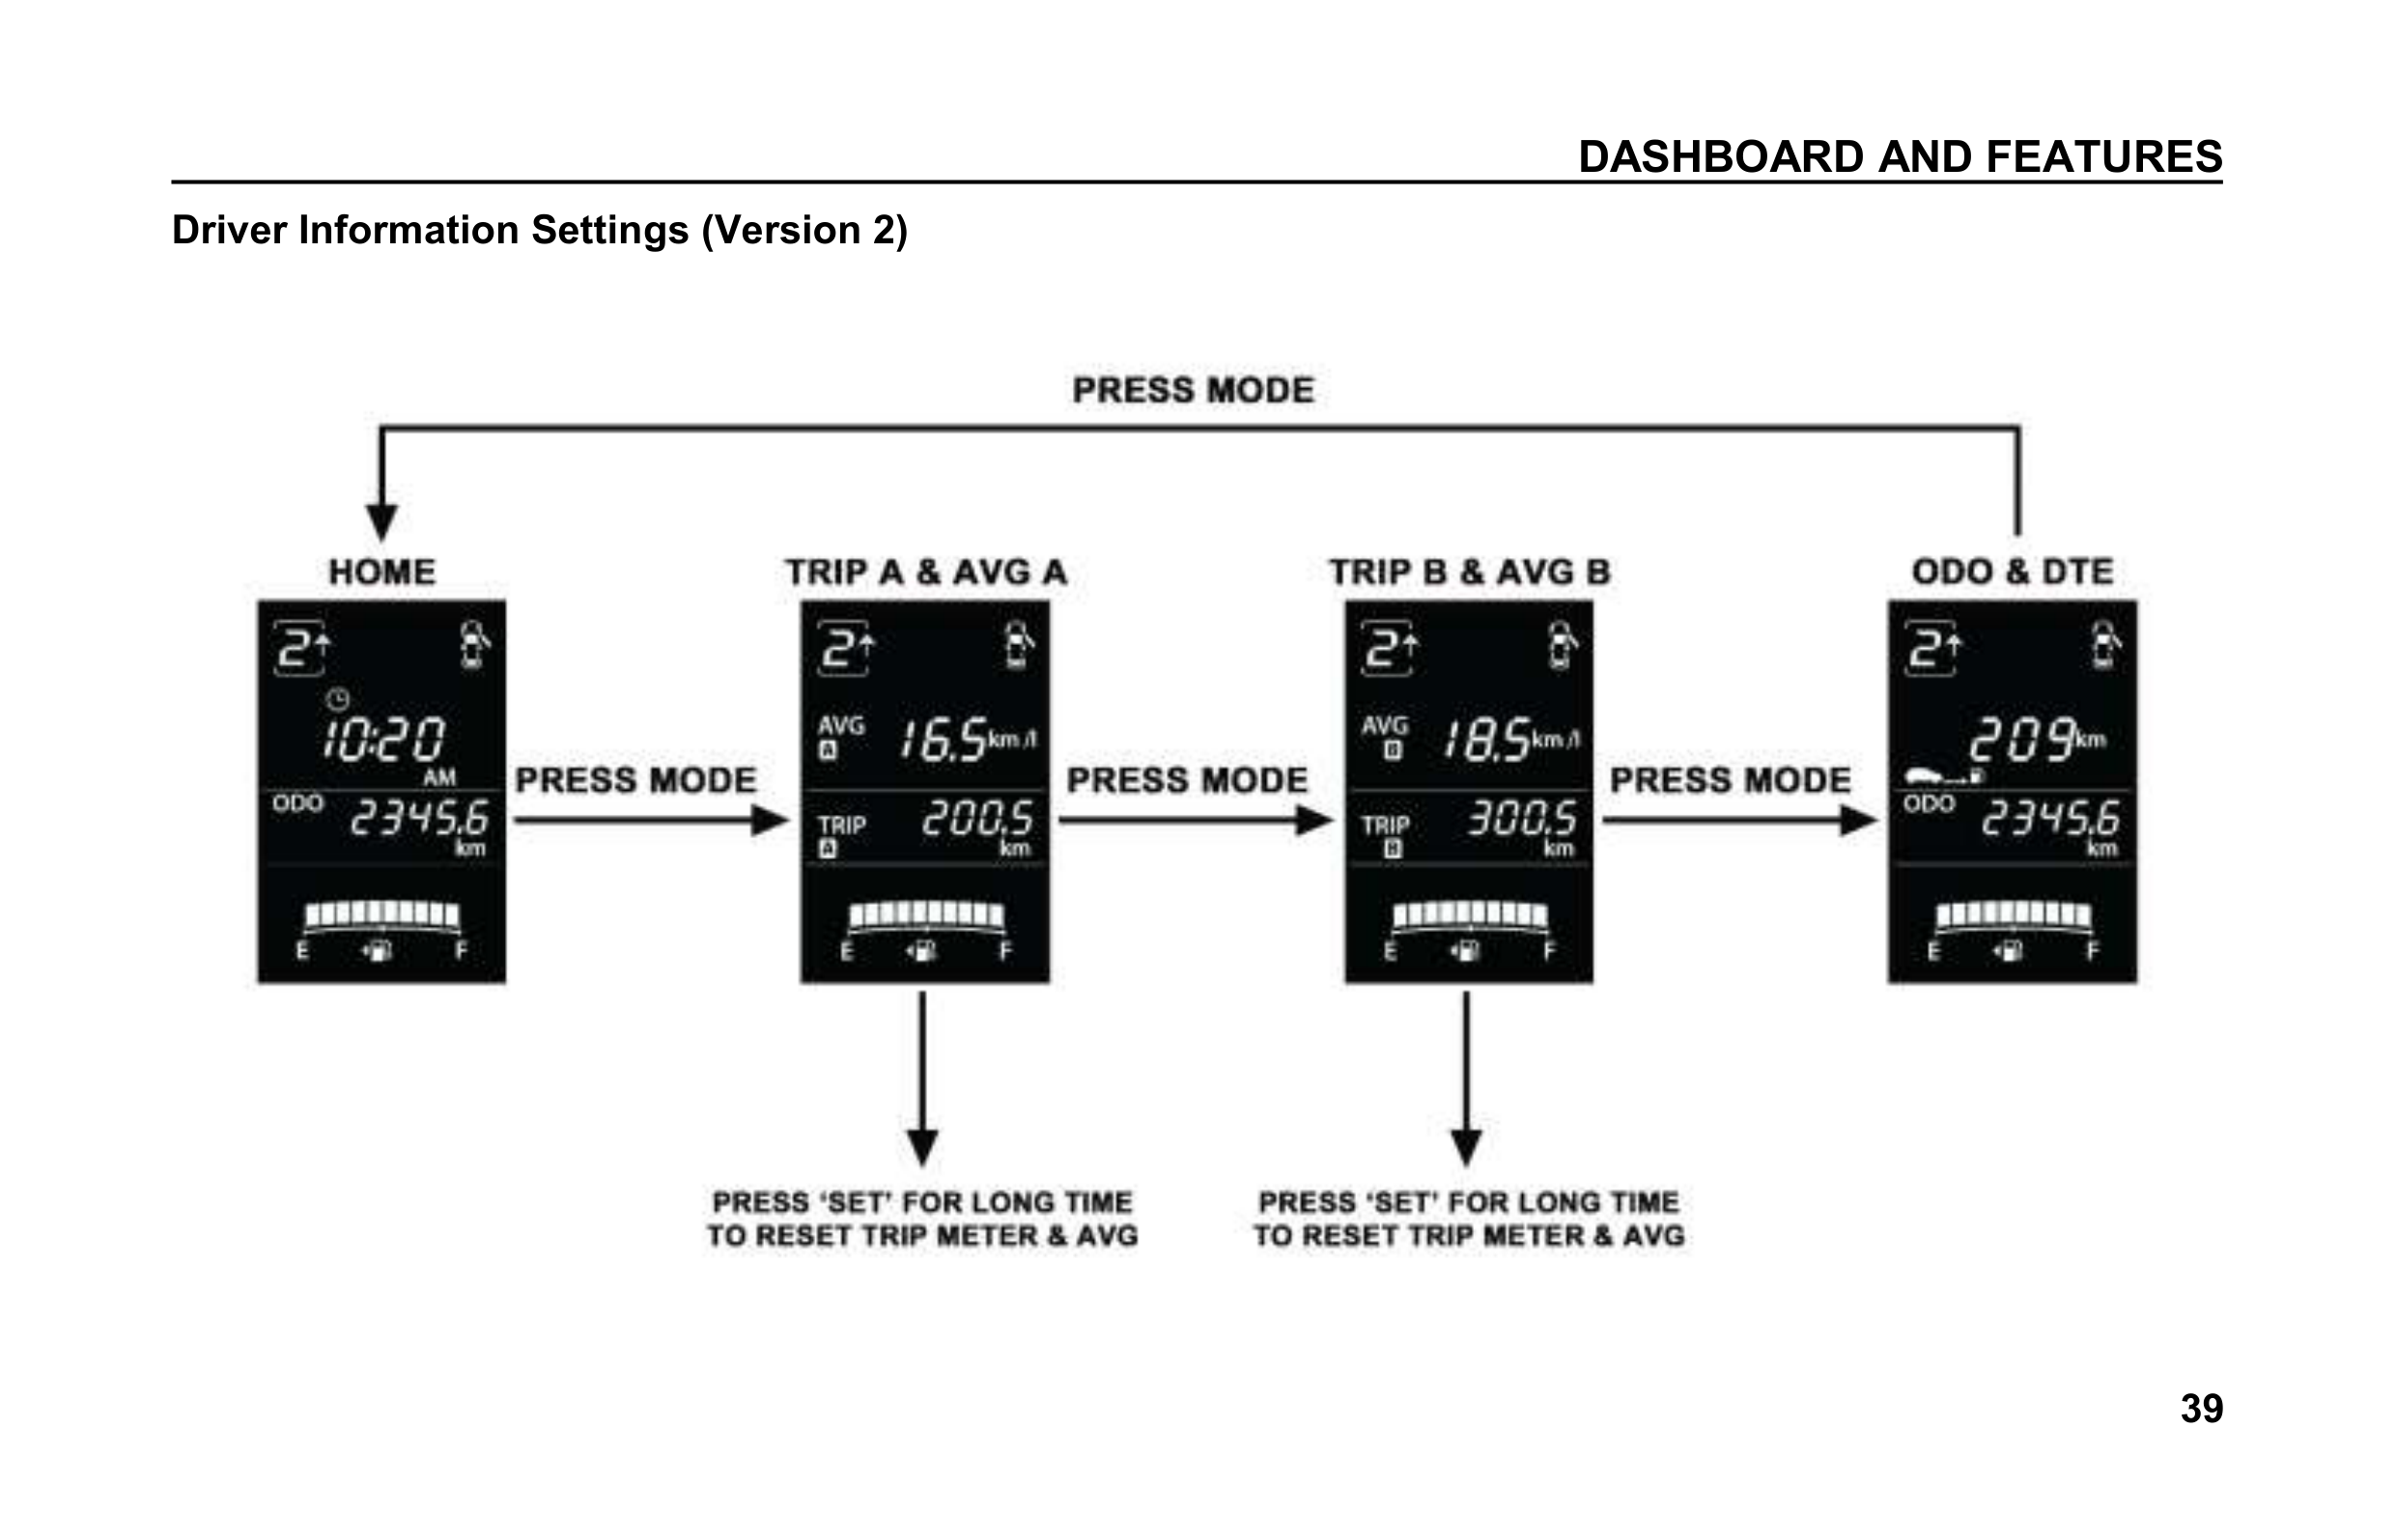 DASHBOARD AND FEATURES
Driver Information Settings (Version 2)
PRESS MODE
HOME
TRIP A & AVG A
TRIP B & AVG B
ODO & DTE
2
10:20
AM
ODO
2345.6
km
E
F
PRESS MODE
2
AVG
A
16.5 km/l
TRIP
A
200.5
km
E
F
PRESS MODE
2
AVG
B
18.5 km/l
TRIP
B
300.5
km
E
F
PRESS MODE
2
209 km
ODO
2345.6
km
E
F
PRESS ‘SET’ FOR LONG TIME
TO RESET TRIP METER & AVG
PRESS ‘SET’ FOR LONG TIME
TO RESET TRIP METER & AVG
39